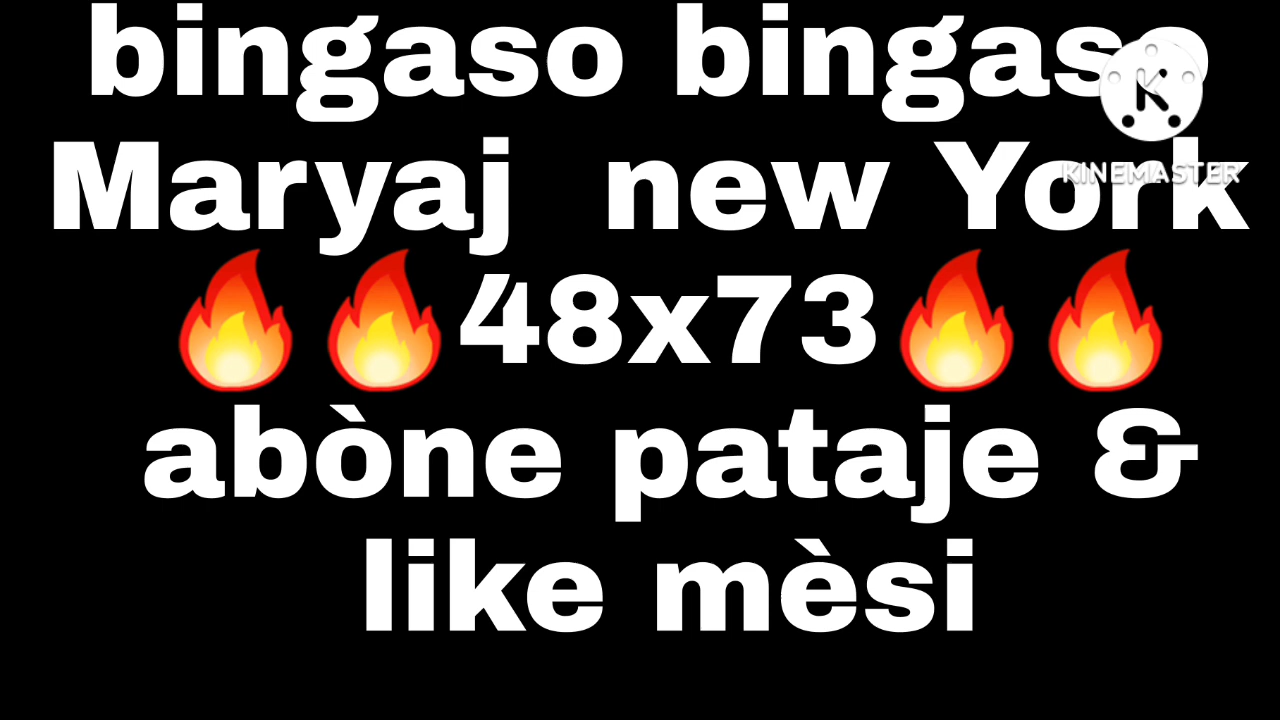 bingaso bingaso
Maryaj new York
🔥🔥48x73🔥🔥
abòne pataje &
like mèsi
KINEMASTER